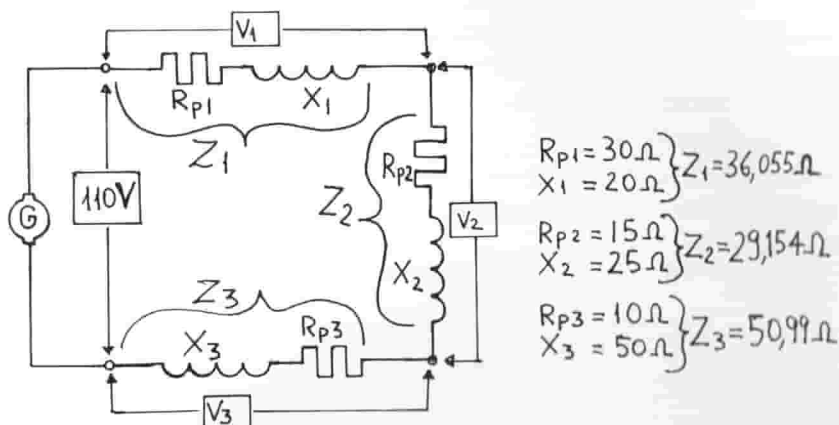 V1
Rp1 X1
Z1
110V
G
Rp2
Z2
V2
X2
Z3
Rp3
X3
V3
Rp1 = 30Ω
X1 = 20Ω
Z1=36,055Ω
Rp2 = 15Ω
X2 = 25Ω
Z2=29,154Ω
Rp3 = 10Ω
X3 = 50Ω
Z3=50,99Ω